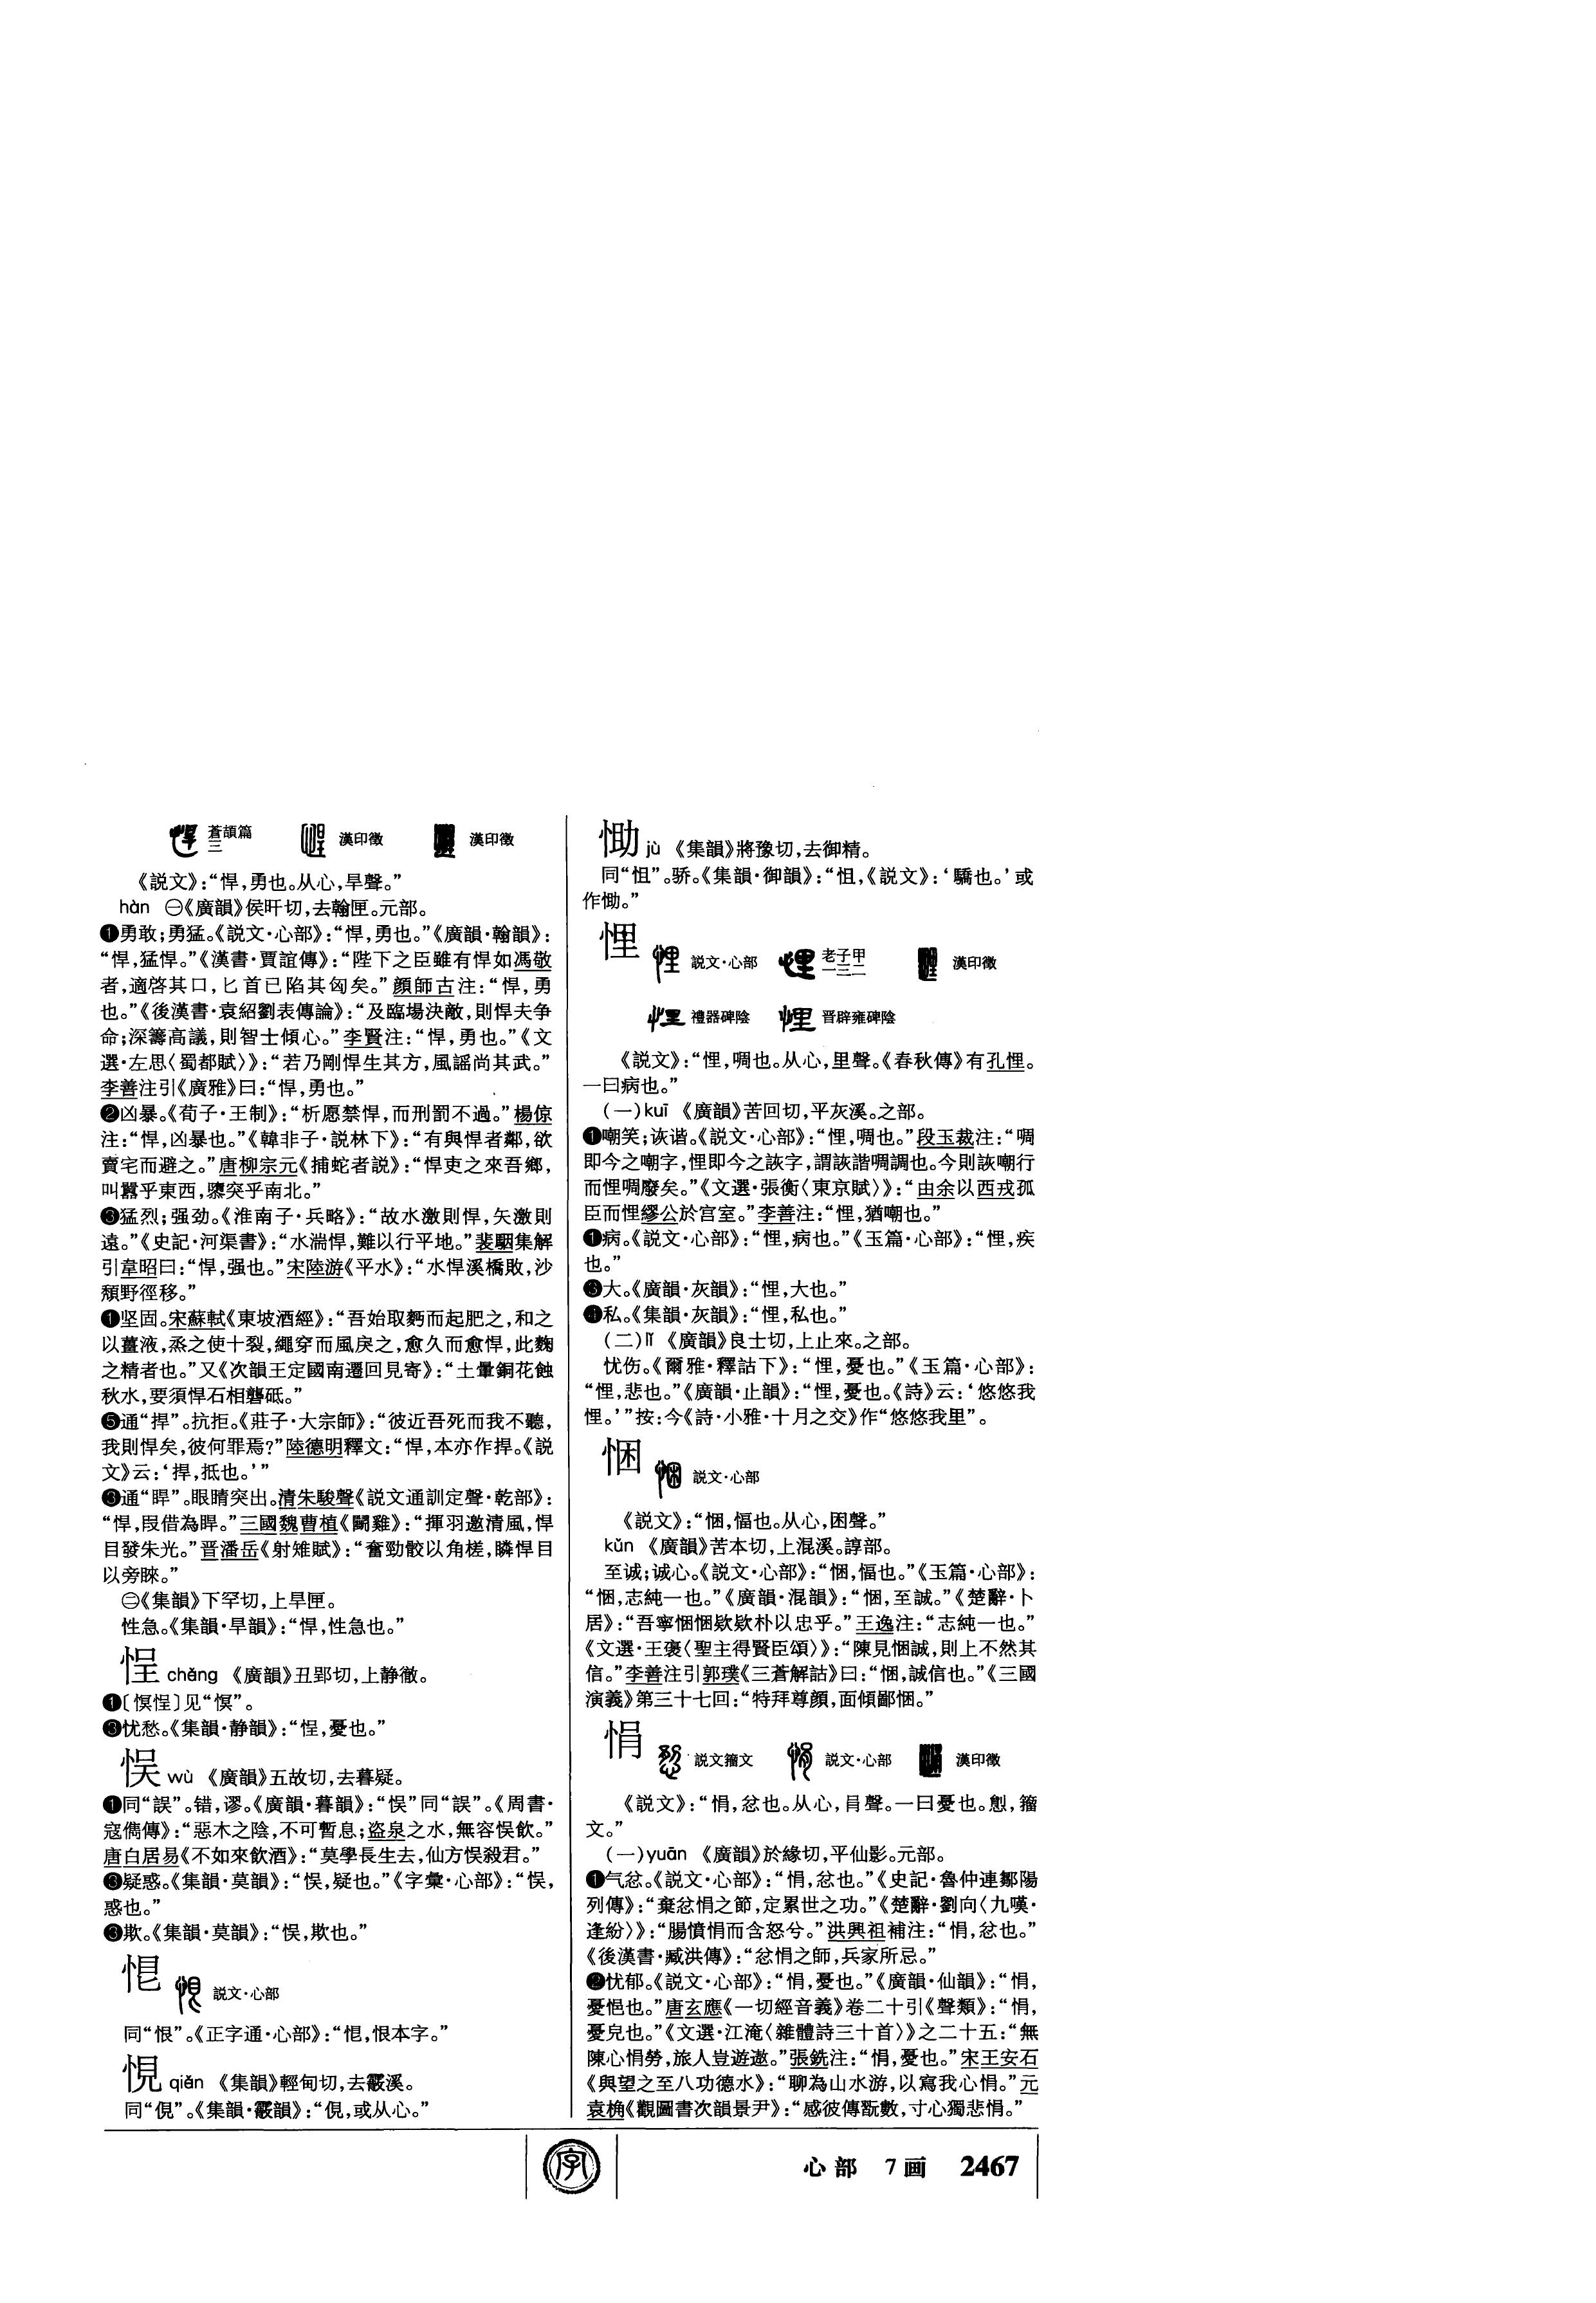 蒼頡篇三 漢印徵 漢印徵
《説文》：“悍，勇也。从心，旱聲。”
hàn ㊀《廣韻》侯旰切，去翰匣。元部。
❶勇敢；勇猛。《説文·心部》：“悍，勇也。”《廣韻·翰韻》：
“悍，猛悍。”《漢書·賈誼傳》：“陛下之臣雖有悍如馮敬
者，適啓其口，匕首已陷其匈矣。”顔師古注：“悍，勇
也。”《後漢書·袁紹劉表傳論》：“及臨場決敵，則悍夫争
命；深籌高議，則智士傾心。”李賢注：“悍，勇也。”《文
選·左思〈蜀都賦〉》：“若乃剛悍生其方，風謡尚其武。”
李善注引《廣雅》曰：“悍，勇也。”
❷凶暴。《荀子·王制》：“析愿禁悍，而刑罰不過。”楊倞
注：“悍，凶暴也。”《韓非子·説林下》：“有與悍者鄰，欲
賣宅而避之。”唐柳宗元《捕蛇者説》：“悍吏之來吾鄉，
叫囂乎東西，隳突乎南北。”
❸猛烈；强劲。《淮南子·兵略》：“故水激則悍，矢激則
遠。”《史記·河渠書》：“水湍悍，難以行平地。”裴駰集解
引韋昭曰：“悍，强也。”宋陸游《平水》：“水悍溪橋敗，沙
頽野徑移。”
❶坚固。宋蘇軾《東坡酒經》：“吾始取麪而起肥之，和之
以薑液，烝之使十裂，繩穿而風戾之，愈久而愈悍，此麴
之精者也。”又《次韻王定國南遷回見寄》：“土暈銅花蝕
秋水，要須悍石相礱砥。”
❺通“捍”。抗拒。《莊子·大宗師》：“彼近吾死而我不聽，
我則悍矣，彼何罪焉？”陸德明釋文：“悍，本亦作捍。《説
文》云：‘捍，抵也。’”
❸通“睅”。眼睛突出。清朱駿聲《説文通訓定聲·乾部》：
“悍，叚借為睅。”三國魏曹植《鬭雞》：“揮羽邀清風，悍
目發朱光。”晋潘岳《射雉賦》：“奮勁骹以角槎，瞵悍目
以旁睞。”
㊁《集韻》下罕切，上旱匣。
性急。《集韻·旱韻》：“悍，性急也。”
悜 chěng 《廣韻》丑郢切，上静徹。
❶〔慏悜〕见“慏”。
❷忧愁。《集韻·静韻》：“悜，憂也。”
悮 wù 《廣韻》五故切，去暮疑。
❶同“誤”。错，谬。《廣韻·暮韻》：“悮”同“誤”。《周書·
寇儁傳》：“惡木之陰，不可暫息；盗泉之水，無容悮飲。”
唐白居易《不如來飲酒》：“莫學長生去，仙方悮殺君。”
❷疑惑。《集韻·莫韻》：“悮，疑也。”《字彙·心部》：“悮，
惑也。”
❸欺。《集韻·莫韻》：“悮，欺也。”
説文·心部
同“恨”。《正字通·心部》：“，恨本字。”
悓 qiǎn 《集韻》輕甸切，去霰溪。
同“俔”。《集韻·霰韻》：“俔，或从心。”
㤖 jù 《集韻》將豫切，去御精。
同“怚”。骄。《集韻·御韻》：“怚，《説文》：‘驕也。’或
作。”
悝 説文·心部 老子甲一三二 漢印徵
禮器碑陰 晋辟雍碑陰
《説文》：“悝，啁也。从心，里聲。《春秋傳》有孔悝。
一曰病也。”
（一）kuī 《廣韻》苦回切，平灰溪。之部。
❶嘲笑；诙谐。《説文·心部》：“悝，啁也。”段玉裁注：“啁
即今之嘲字，悝即今之詼字，謂詼諧啁調也。今則詼嘲行
而悝啁廢矣。”《文選·張衡〈東京賦〉》：“由余以西戎孤
臣而悝繆公於宫室。”李善注：“悝，猶嘲也。”
❶病。《説文·心部》：“悝，病也。”《玉篇·心部》：“悝，疾
也。”
❸大。《廣韻·灰韻》：“悝，大也。”
❹私。《集韻·灰韻》：“悝，私也。”
（二）lǐ 《廣韻》良士切，上止來。之部。
忧伤。《爾雅·釋詁下》：“悝，憂也。”《玉篇·心部》：
“悝，悲也。”《廣韻·止韻》：“悝，憂也。《詩》云：‘悠悠我
悝。’”按：今《詩·小雅·十月之交》作“悠悠我里”。
悃 説文·心部
《説文》：“悃，愊也。从心，困聲。”
kǔn 《廣韻》苦本切，上混溪。諄部。
至诚；诚心。《説文·心部》：“悃，愊也。”《玉篇·心部》：
“悃，志純一也。”《廣韻·混韻》：“悃，至誠。”《楚辭·卜
居》：“吾寧悃悃欵欵朴以忠乎。”王逸注：“志純一也。”
《文選·王褒〈聖主得賢臣頌〉》：“陳見悃誠，則上不然其
信。”李善注引郭璞《三蒼解詁》曰：“悃，誠信也。”《三國
演義》第三十七回：“特拜尊顔，面傾鄙悃。”
悁 説文籀文 説文·心部 漢印徵
《説文》：“悁，忿也。从心，肙聲。一曰憂也。，籀
文。”
（一）yuān 《廣韻》於緣切，平仙影。元部。
❶气忿。《説文·心部》：“悁，忿也。”《史記·魯仲連鄒陽
列傳》：“棄忿悁之節，定累世之功。”《楚辭·劉向〈九嘆·
逢紛〉》：“腸憤悁而含怒兮。”洪興祖補注：“悁，忿也。”
《後漢書·臧洪傳》：“忿悁之師，兵家所忌。”
❷忧郁。《説文·心部》：“悁，憂也。”《廣韻·仙韻》：“悁，
憂悒也。”唐玄應《一切經音義》卷二十引《聲類》：“悁，
憂皃也。”《文選·江淹〈雜體詩三十首〉》之二十五：“無
陳心悁勞，旅人豈遊遨。”張銑注：“悁，憂也。”宋王安石
《與望之至八功德水》：“聊為山水游，以寫我心悁。”元
袁桷《觀圖書次韻景尹》：“感彼傳翫數，寸心獨悲悁。”
字
心部 7画 2467